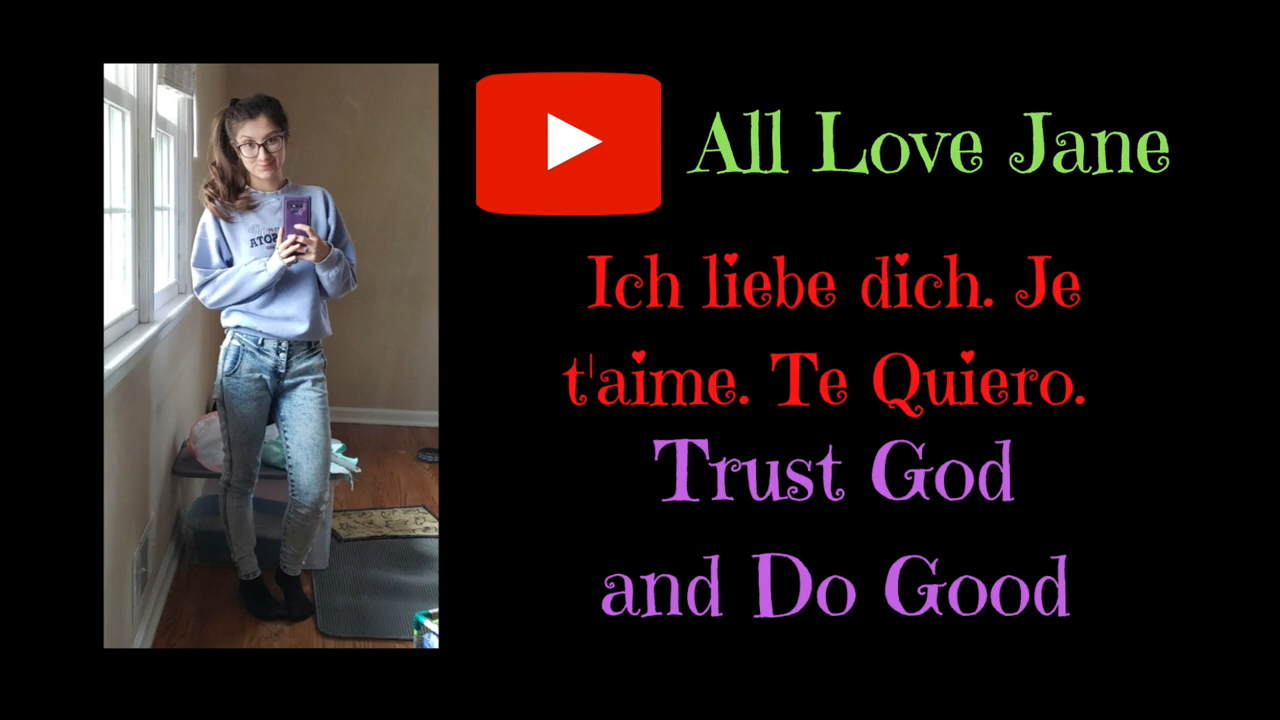 All Love Jane
Ich liebe dich. Je
t'aime. Te Quiero.
Trust God
and Do Good